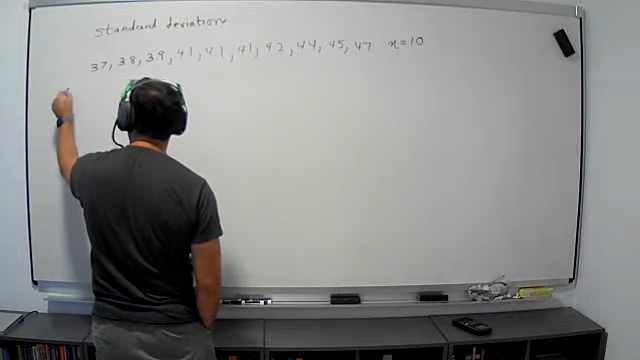 standard deviation
37, 38, 39, 41, 41, 41, 42, 44, 45, 47 n=10